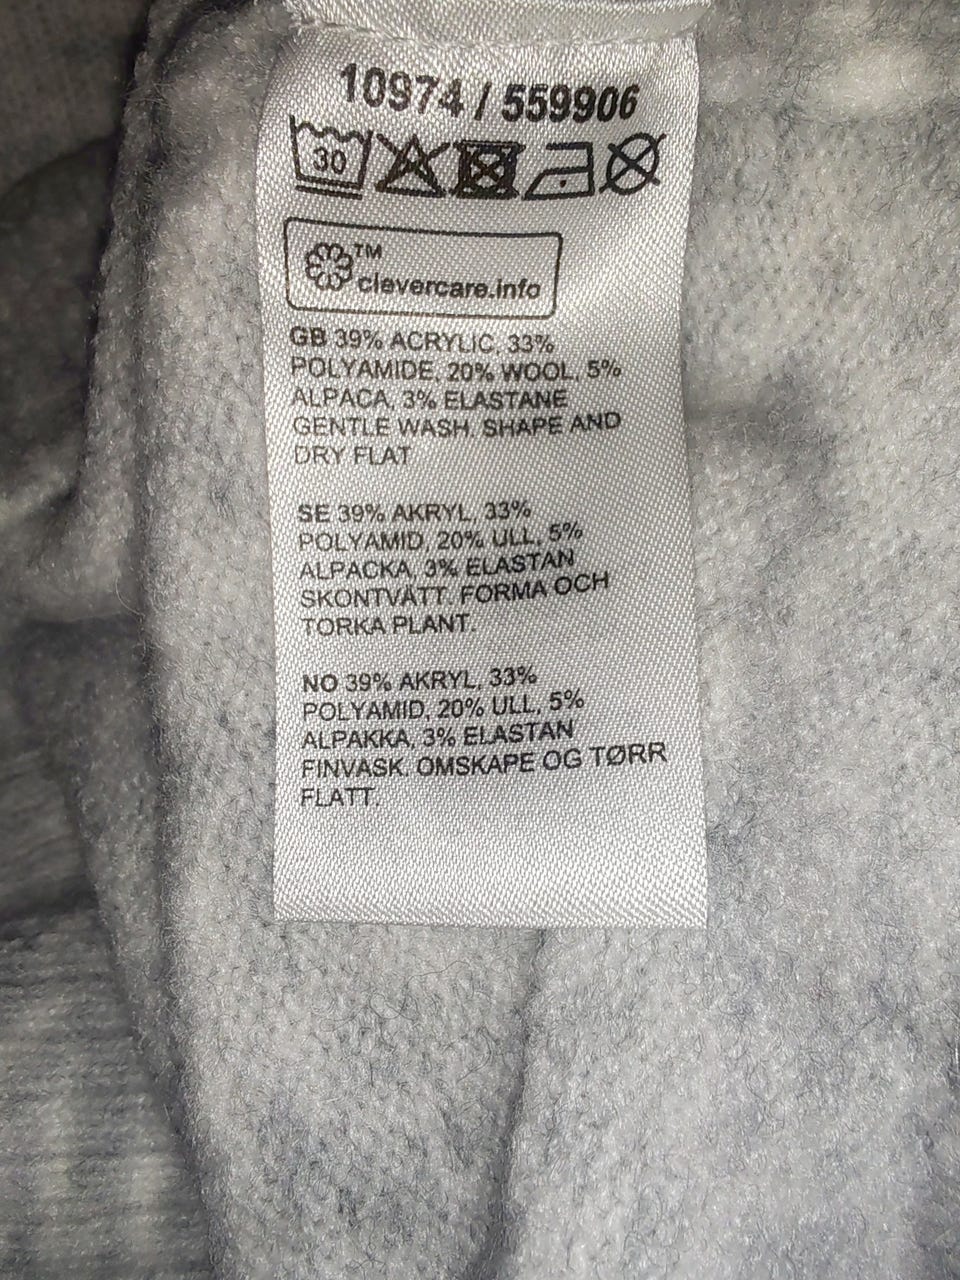 10974 / 559906
30
TM
clevercare.info
GB 39% ACRYLIC, 33%
POLYAMIDE, 20% WOOL, 5%
ALPACA, 3% ELASTANE
GENTLE WASH. SHAPE AND
DRY FLAT
SE 39% AKRYL, 33%
POLYAMID, 20% ULL, 5%
ALPACKA, 3% ELASTAN
SKONTVÄTT. FORMA OCH
TORKA PLANT.
NO 39% AKRYL, 33%
POLYAMID, 20% ULL, 5%
ALPAKKA, 3% ELASTAN
FINVASK. OMSKAPE OG TØRR
FLATT.